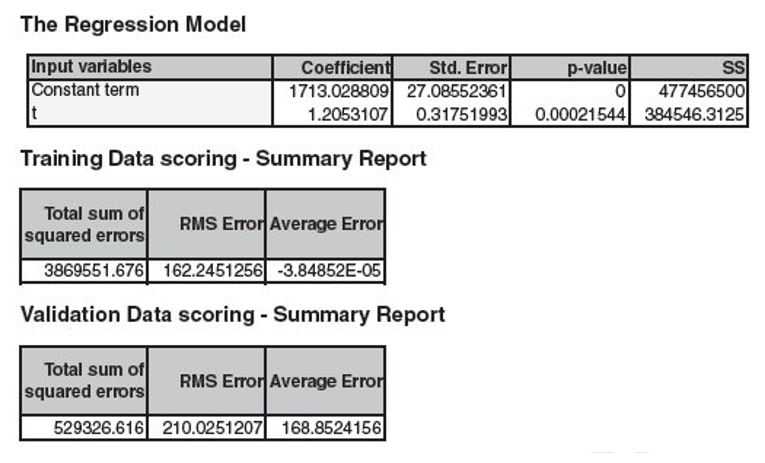 The Regression Model
Input variables Coefficient Std. Error p-value SS
Constant term 1713.028809 27.08552361 0 477456500
t 1.2053107 0.31751993 0.00021544 384546.3125
Training Data scoring - Summary Report
Total sum of squared errors RMS Error Average Error
3869551.676 162.2451256 -3.84852E-05
Validation Data scoring - Summary Report
Total sum of squared errors RMS Error Average Error
529326.616 210.0251207 168.8524156